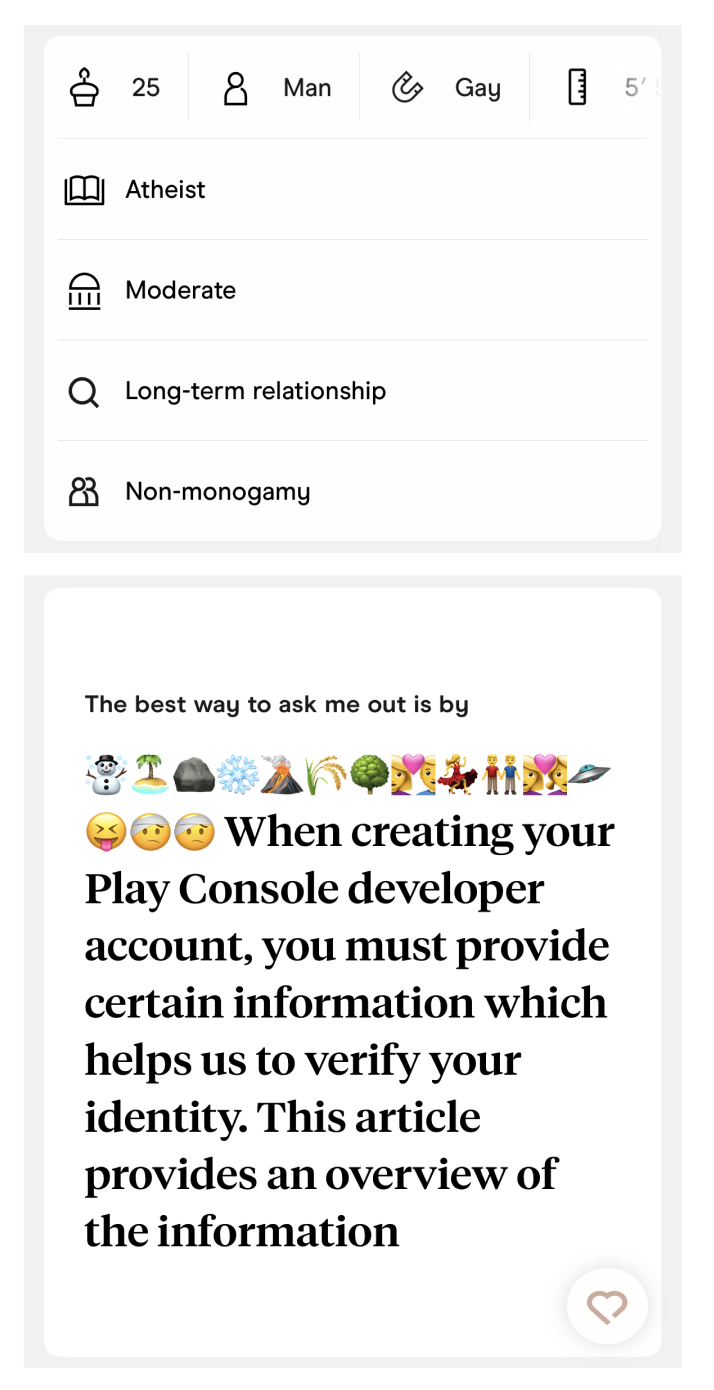 25 Man Gay 5′
Atheist
Moderate
Long-term relationship
Non-monogamy
The best way to ask me out is by
☃️🏝️🪨❄️🌋🌾🌳👩‍❤️‍👨💃👬👩‍❤️‍👩🛸
😝🤕🤕 When creating your
Play Console developer
account, you must provide
certain information which
helps us to verify your
identity. This article
provides an overview of
the information